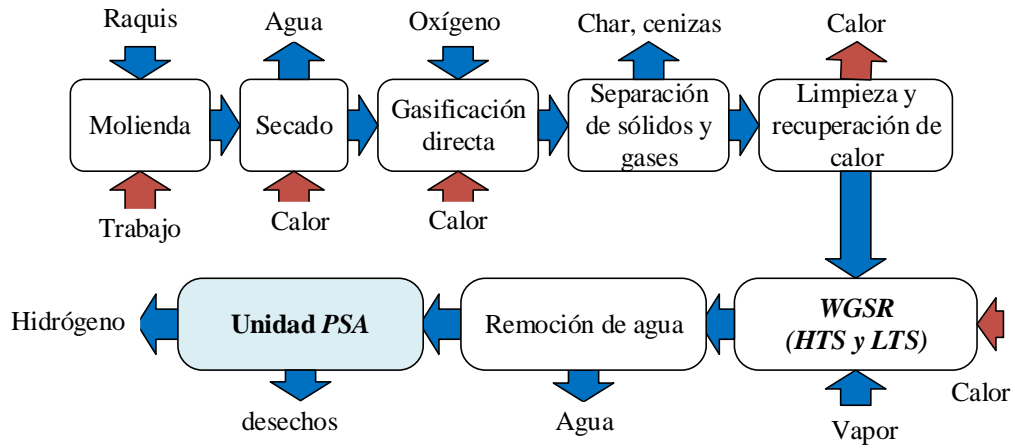 Raquis
Agua
Oxígeno
Char, cenizas
Calor
Molienda
Secado
Gasificación
directa
Separación
de sólidos y
gases
Limpieza y
recuperación de
calor
Trabajo
Calor
Calor
Hidrógeno
Unidad PSA
Remoción de agua
WGSR
(HTS y LTS)
Calor
desechos
Agua
Vapor